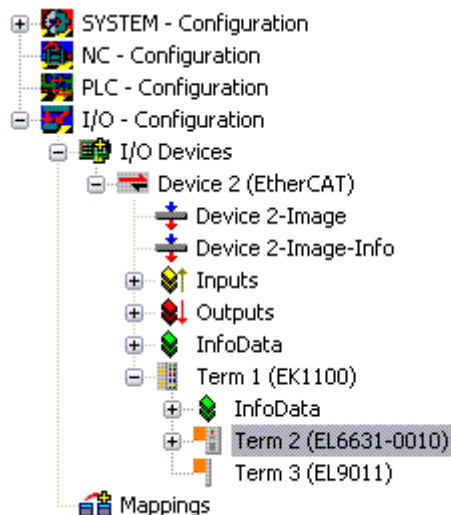 SYSTEM - Configuration
NC - Configuration
PLC - Configuration
I/O - Configuration
I/O Devices
Device 2 (EtherCAT)
Device 2-Image
Device 2-Image-Info
Inputs
Outputs
InfoData
Term 1 (EK1100)
InfoData
Term 2 (EL6631-0010)
Term 3 (EL9011)
Mappings